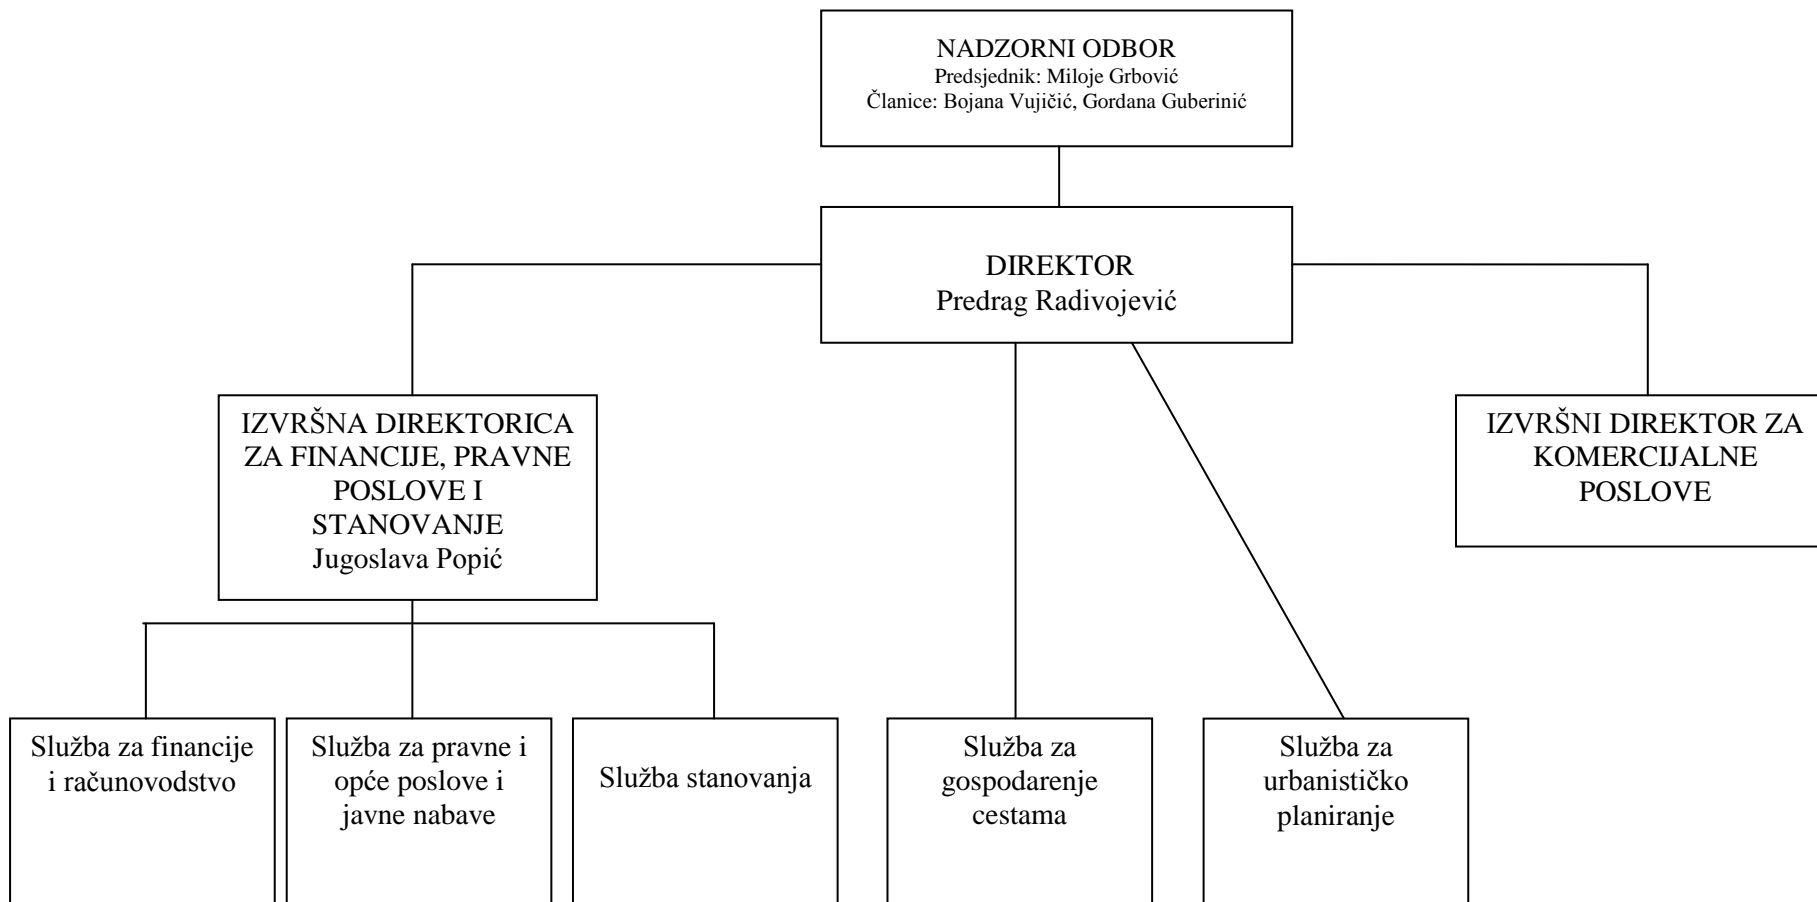 NADZORNI ODBOR
Predsjednik: Miloje Grbović
Članice: Bojana Vujičić, Gordana Guberinić
DIREKTOR
Predrag Radivojević
IZVRŠNA DIREKTORICA
ZA FINANCIJE, PRAVNE
POSLOVE I
STANOVANJE
Jugoslava Popić
IZVRŠNI DIREKTOR ZA
KOMERCIJALNE
POSLOVE
Služba za financije
i računovodstvo
Služba za pravne i
opće poslove i
javne nabave
Služba stanovanja
Služba za
gospodarenje
cestama
Služba za
urbanističko
planiranje